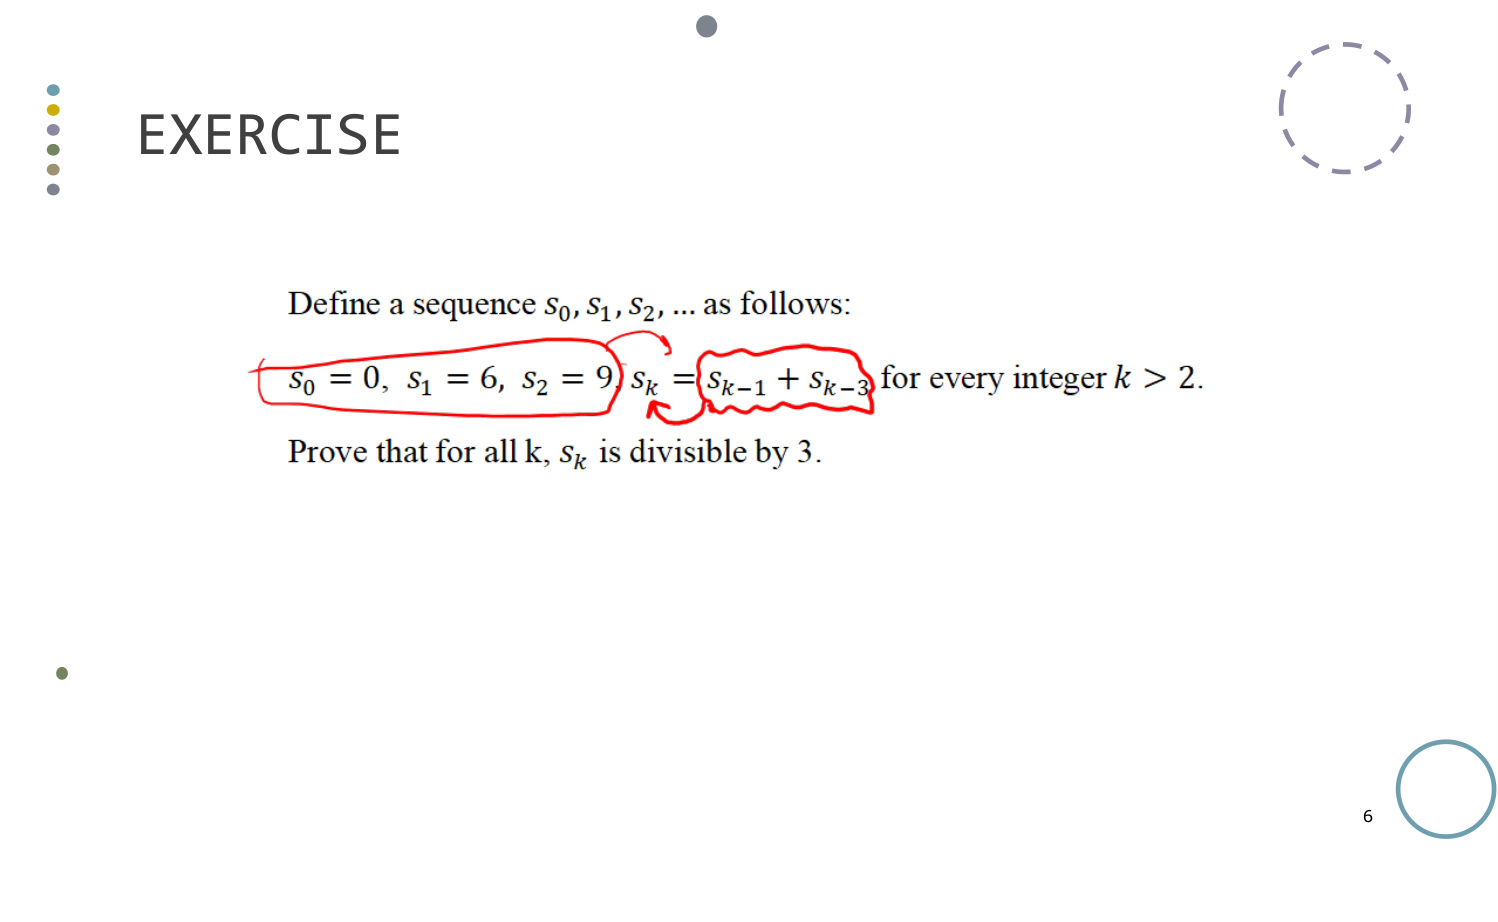 EXERCISE
Define a sequence s₀, s₁, s₂, … as follows:
s₀ = 0, s₁ = 6, s₂ = 9, sₖ = sₖ₋₁ + sₖ₋₃ for every integer k > 2.
Prove that for all k, sₖ is divisible by 3.
6